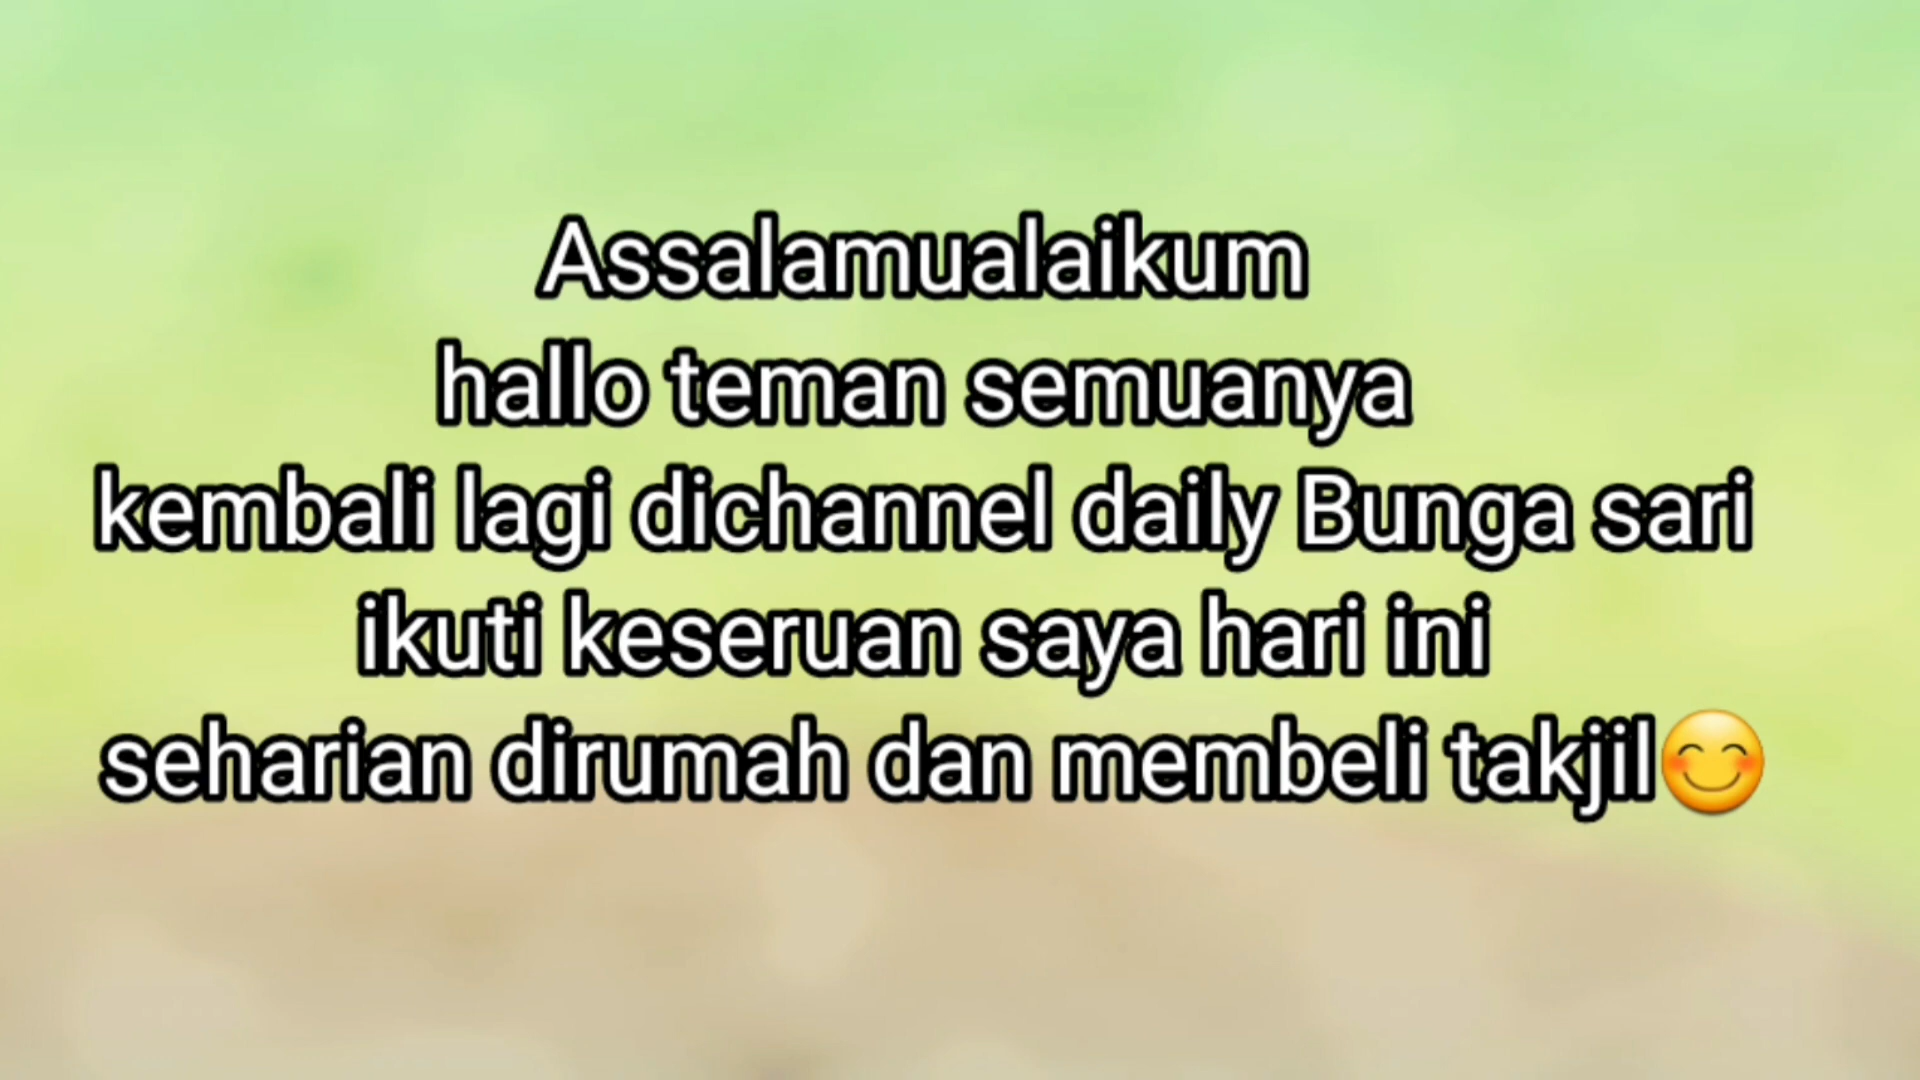 Assalamualaikum
hallo teman semuanya
kembali lagi dichannel daily Bunga sari
ikuti keseruan saya hari ini
seharian dirumah dan membeli takjil😊